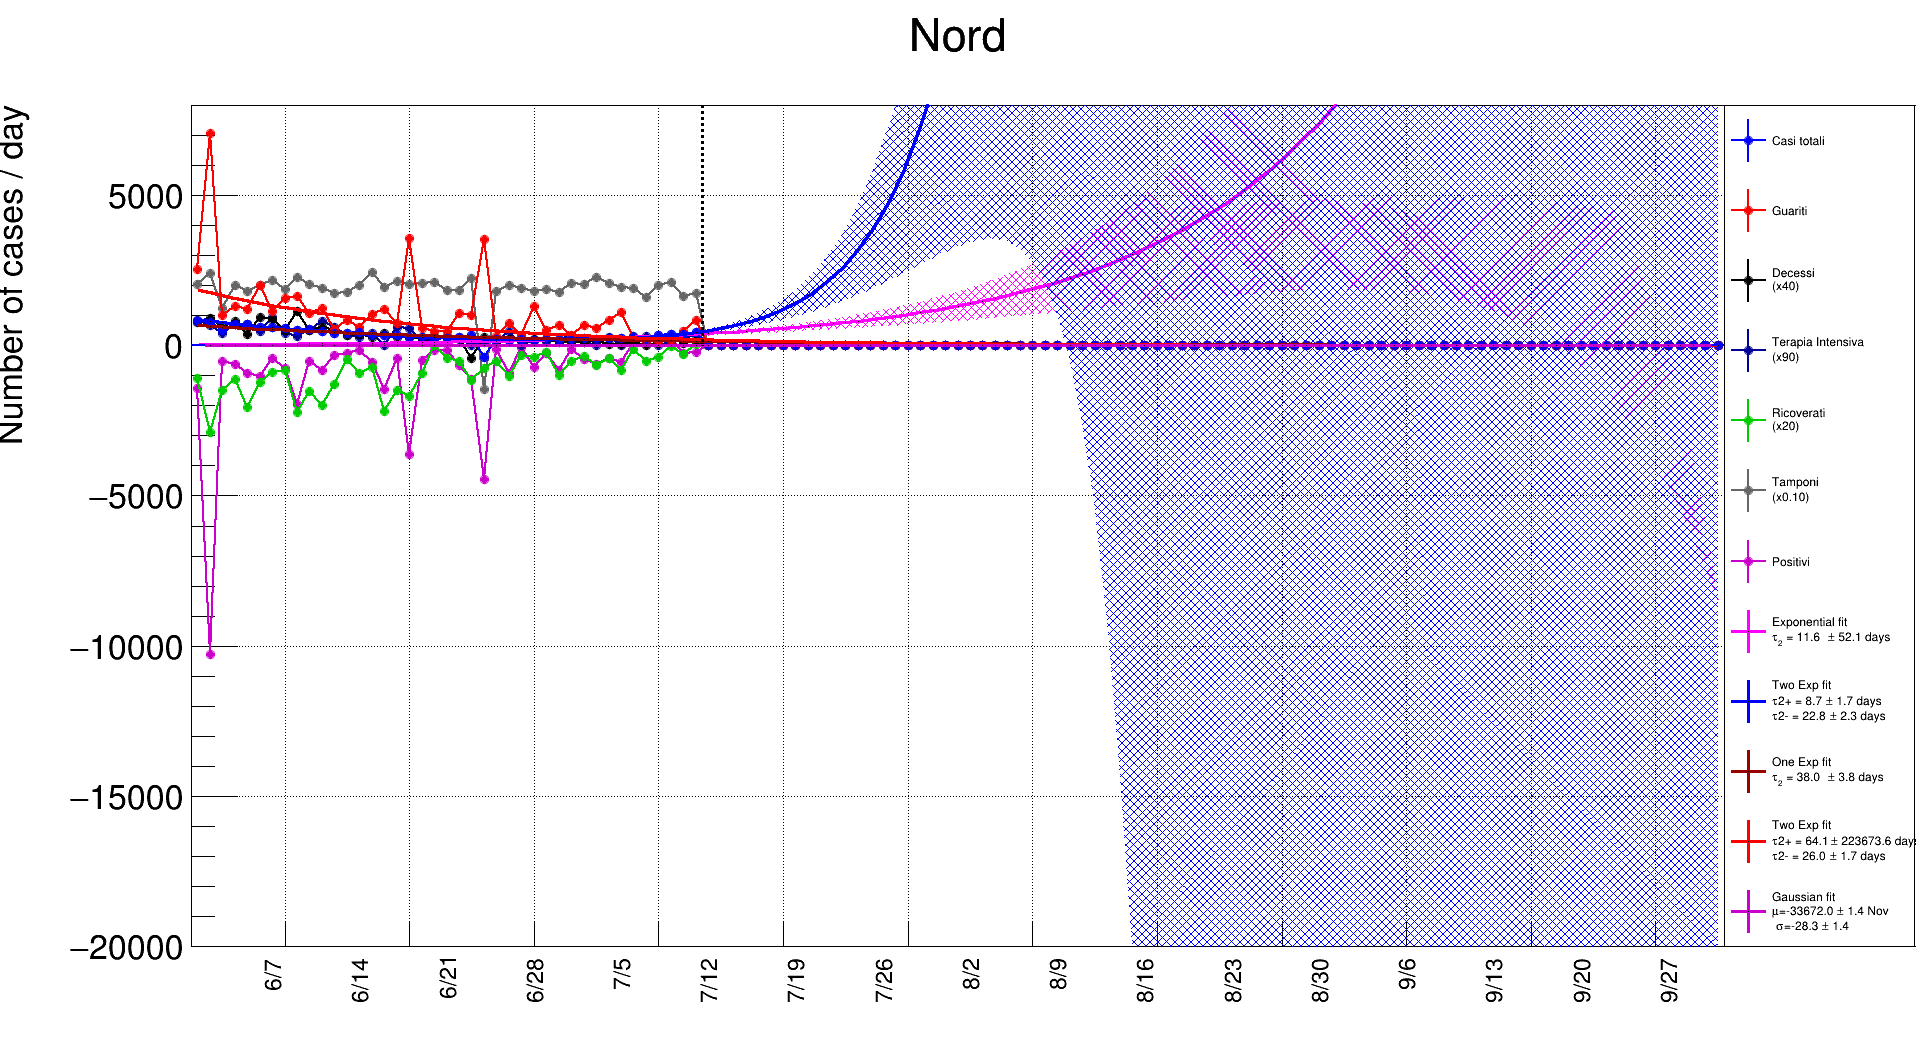 Nord
Number of cases / day
5000
0
−5000
−10000
−15000
−20000
6/7
6/14
6/21
6/28
7/5
7/12
7/19
7/26
8/2
8/9
8/16
8/23
8/30
9/6
9/13
9/20
9/27
Casi totali
Guariti
Decessi
(x40)
Terapia Intensiva
(x90)
Ricoverati
(x20)
Tamponi
(x0.10)
Positivi
Exponential fit
τ2 = 11.6 ± 52.1 days
Two Exp fit
τ2+ = 8.7 ± 1.7 days
τ2- = 22.8 ± 2.3 days
One Exp fit
τ2 = 38.0 ± 3.8 days
Two Exp fit
τ2+ = 64.1 ± 223673.6 days
τ2- = 26.0 ± 1.7 days
Gaussian fit
μ=-33672.0 ± 1.4 Nov
σ=-28.3 ± 1.4